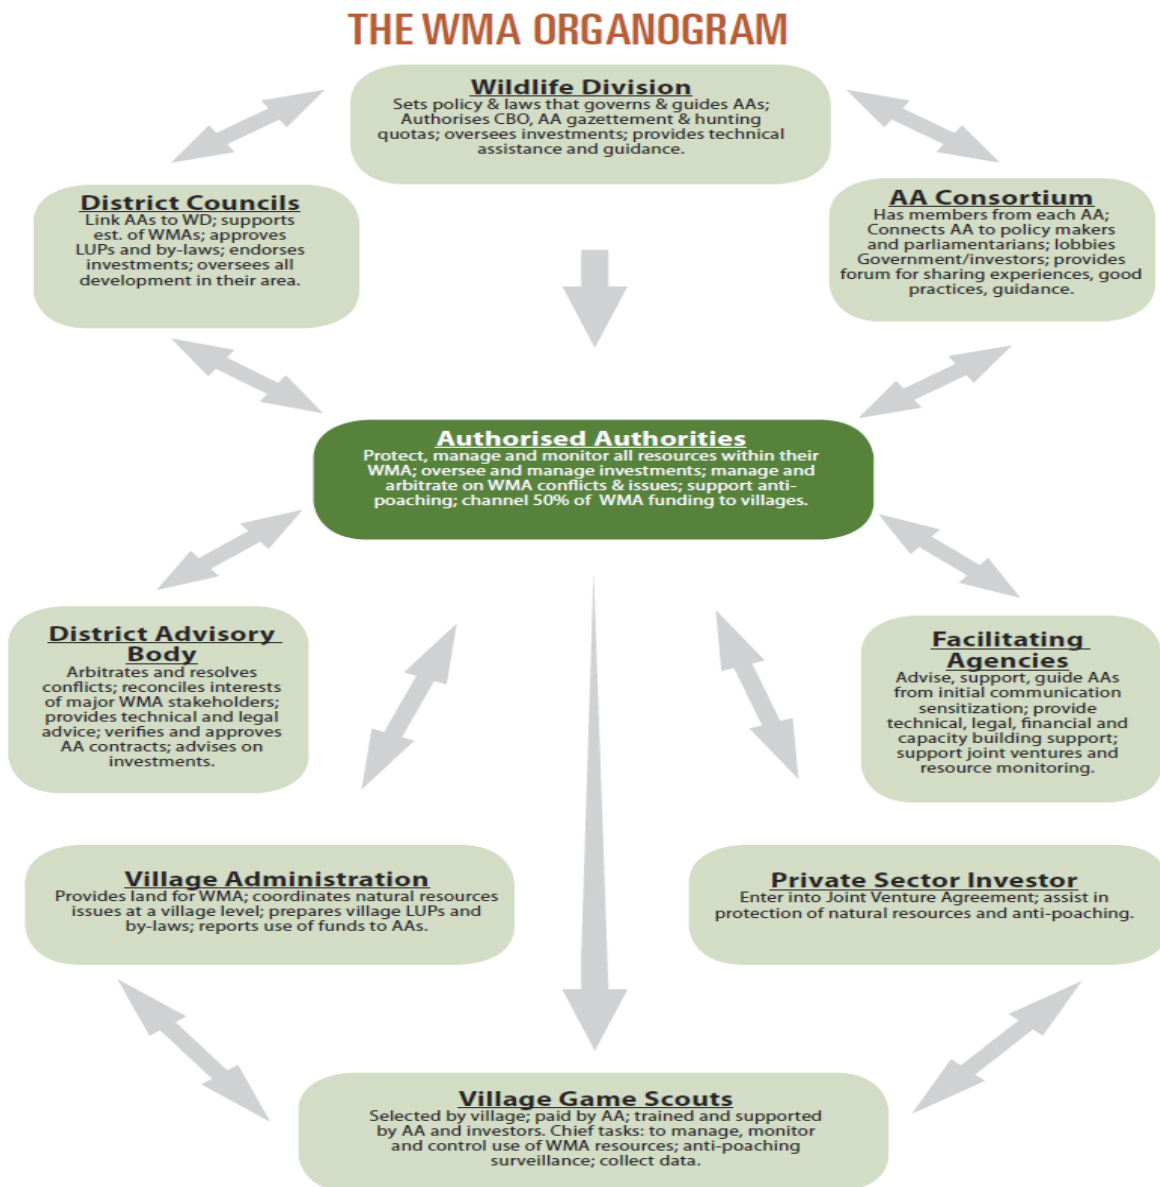 THE WMA ORGANOGRAM
Wildlife Division
Sets policy & laws that governs & guides AAs;
Authorises CBO, AA gazettement & hunting
quotas; oversees investments; provides technical
assistance and guidance.
District Councils
Link AAs to WD; supports
est. of WMAs; approves
LUPs and by-laws; endorses
investments; oversees all
development in their area.
AA Consortium
Has members from each AA;
Connects AA to policy makers
and parliamentarians; lobbies
Government/investors; provides
forum for sharing experiences, good
practices, guidance.
Authorised Authorities
Protect, manage and monitor all resources within their
WMA; oversee and manage investments; manage and
arbitrate on WMA conflicts & issues; support anti-
poaching; channel 50% of WMA funding to villages.
District Advisory
Body
Arbitrates and resolves
conflicts; reconciles interests
of major WMA stakeholders;
provides technical and legal
advice; verifies and approves
AA contracts; advises on
investments.
Facilitating
Agencies
Advise, support, guide AAs
from initial communication
sensitization; provide
technical, legal, financial and
capacity building support;
support joint ventures and
resource monitoring.
Village Administration
Provides land for WMA; coordinates natural resources
issues at a village level; prepares village LUPs and
by-laws; reports use of funds to AAs.
Private Sector Investor
Enter into Joint Venture Agreement; assist in
protection of natural resources and anti-poaching.
Village Game Scouts
Selected by village; paid by AA; trained and supported
by AA and investors. Chief tasks: to manage, monitor
and control use of WMA resources; anti-poaching
surveillance; collect data.